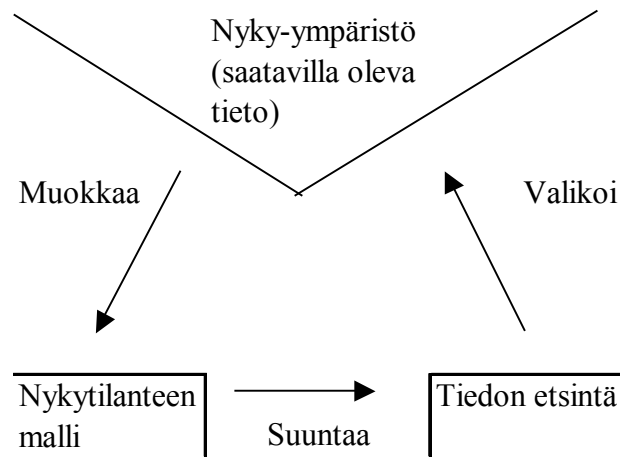 Nyky-ympäristö
(saatavilla oleva
tieto)
Muokkaa
Valikoi
Nykytilanteen
malli
Suuntaa
Tiedon etsintä